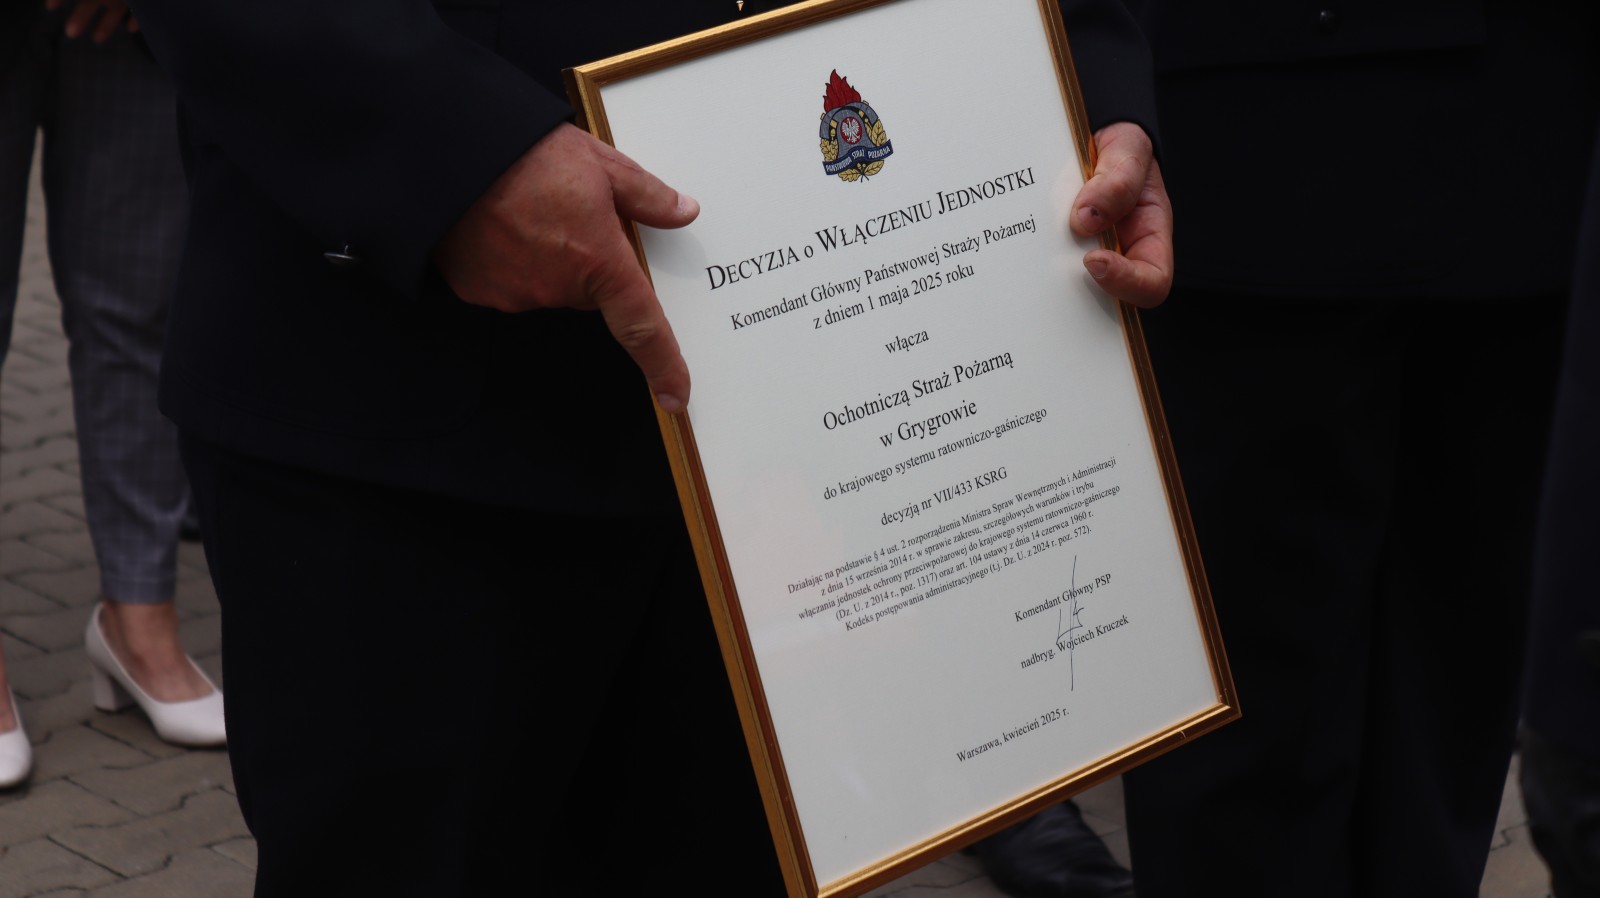 PAŃSTWOWA STRAŻ POŻARNA
DECYZJA o WŁĄCZENIU JEDNOSTKI
Komendant Główny Państwowej Straży Pożarnej
z dniem 1 maja 2025 roku
włącza
Ochotniczą Straż Pożarną
w Grygrowie
do krajowego systemu ratowniczo-gaśniczego
decyzją nr VII/433 KSRG
Działając na podstawie § 4 ust. 2 rozporządzenia Ministra Spraw Wewnętrznych i Administracji
z dnia 15 września 2014 r. w sprawie zakresu, szczegółowych warunków i trybu
włączania jednostek ochrony przeciwpożarowej do krajowego systemu ratowniczo-gaśniczego
(Dz. U. z 2014 r., poz. 1317) oraz art. 104 ustawy z dnia 14 czerwca 1960 r.
Kodeks postępowania administracyjnego (t.j. Dz. U. z 2024 r. poz. 572).
Komendant Główny PSP
nadbryg. Wojciech Kruczek
Warszawa, kwiecień 2025 r.